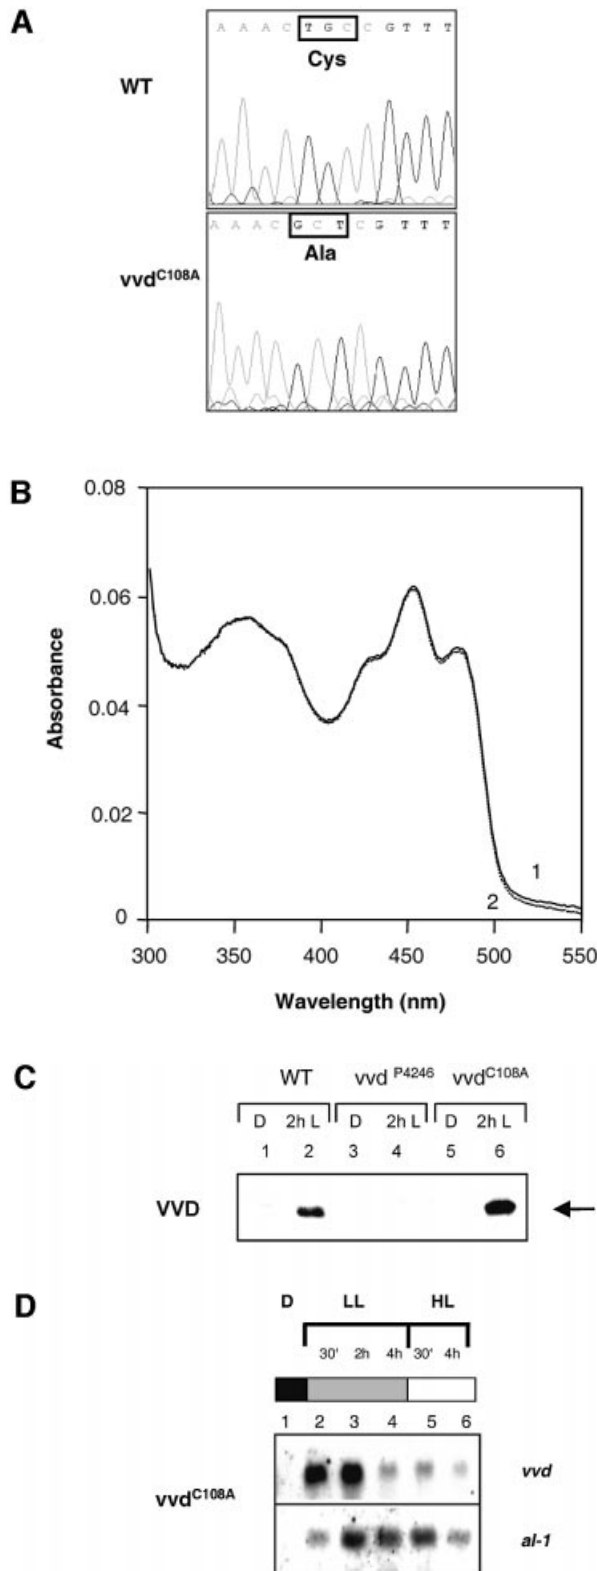 A
A A A C T G C C G T T T
Cys
WT
A A A C G C T C G T T T
Ala
vvdC108A
B
0.08
0.06
0.04
0.02
0
Absorbance
1
2
300 350 400 450 500 550
Wavelength (nm)
C
WT vvd P4246 vvdC108A
D 2h L D 2h L D 2h L
1 2 3 4 5 6
VVD
D
D LL HL
30' 2h 4h 30' 4h
1 2 3 4 5 6
vvd
vvdC108A
al-1